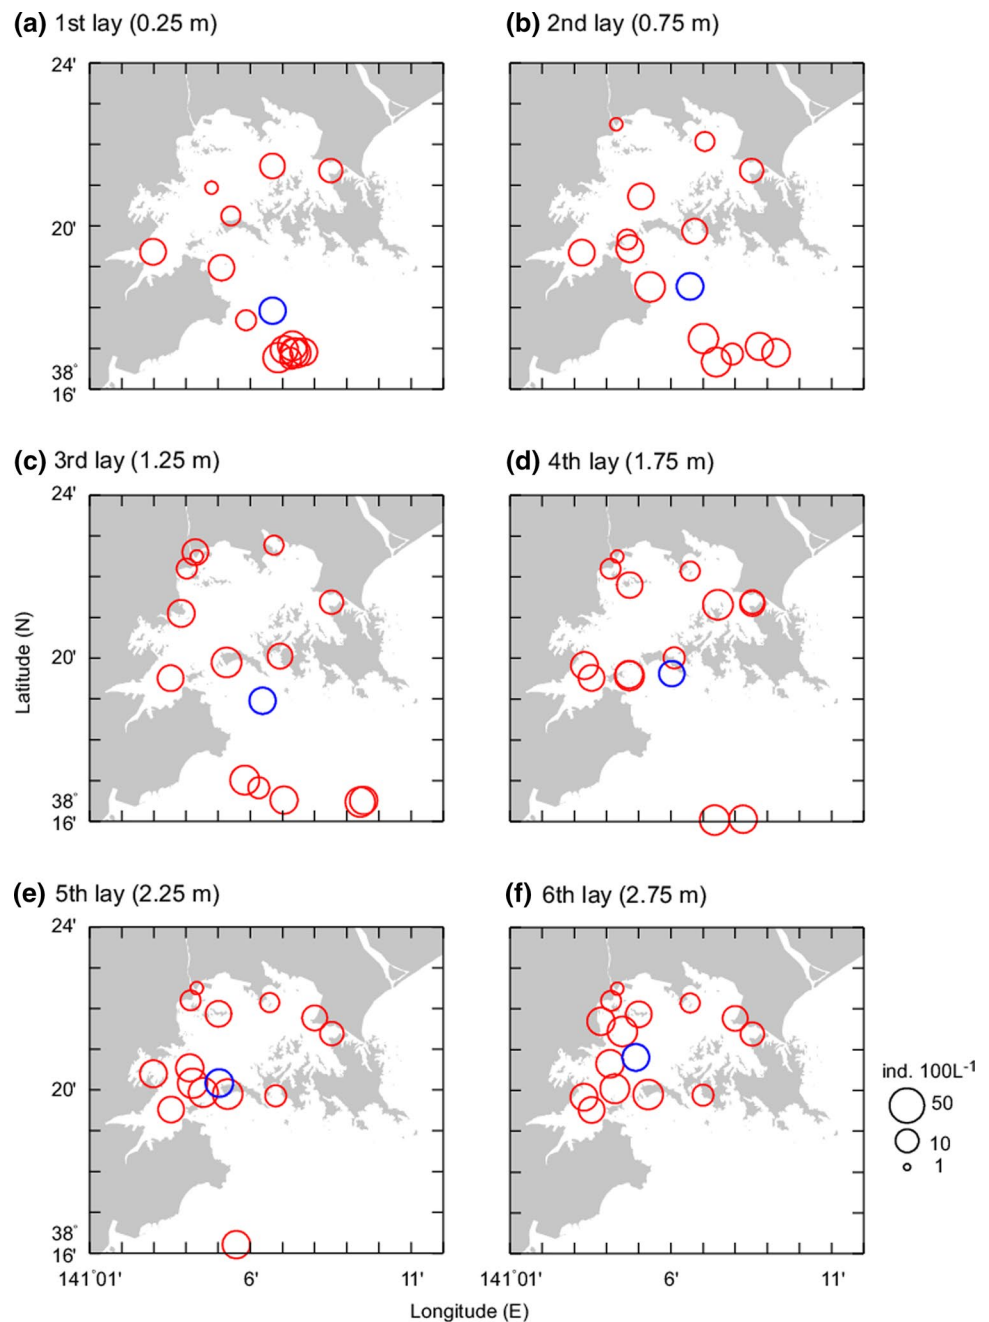 (a) 1st lay (0.25 m)
(b) 2nd lay (0.75 m)
24'
20'
38°
16'
(c) 3rd lay (1.25 m)
(d) 4th lay (1.75 m)
24'
20'
38°
16'
Latitude (N)
(e) 5th lay (2.25 m)
(f) 6th lay (2.75 m)
24'
20'
38°
16'
141°01' 6' 11'
141°01' 6' 11'
Longitude (E)
ind. 100L⁻¹
50
10
1